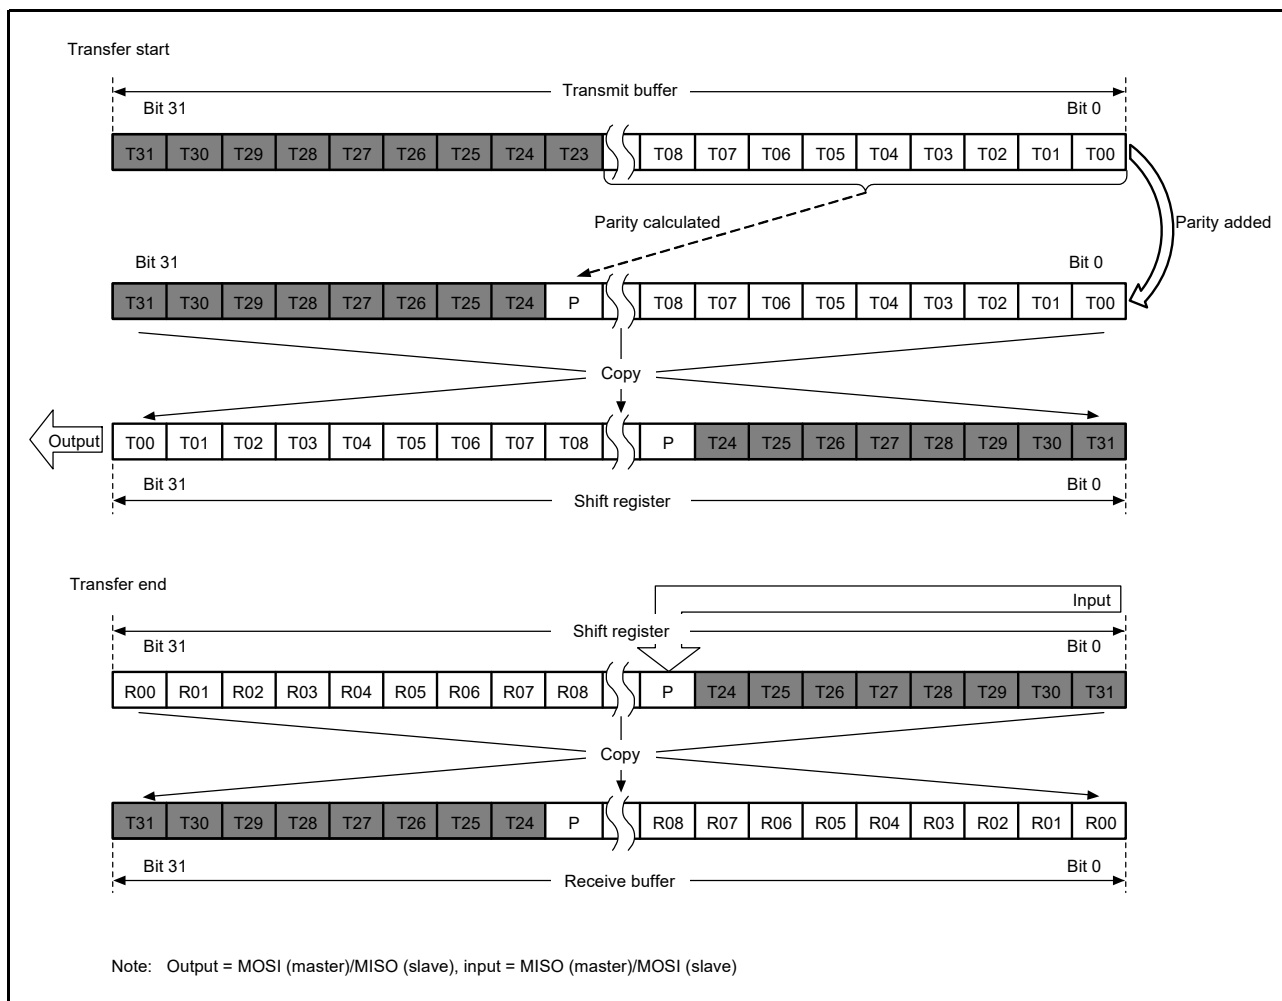 Transfer start
Transmit buffer
Bit 31 Bit 0
T31 T30 T29 T28 T27 T26 T25 T24 T23 T08 T07 T06 T05 T04 T03 T02 T01 T00
Parity calculated Parity added
Bit 31 Bit 0
T31 T30 T29 T28 T27 T26 T25 T24 P T08 T07 T06 T05 T04 T03 T02 T01 T00
Copy
Output T00 T01 T02 T03 T04 T05 T06 T07 T08 P T24 T25 T26 T27 T28 T29 T30 T31
Bit 31 Bit 0
Shift register
Transfer end
Input
Shift register
Bit 31 Bit 0
R00 R01 R02 R03 R04 R05 R06 R07 R08 P T24 T25 T26 T27 T28 T29 T30 T31
Copy
T31 T30 T29 T28 T27 T26 T25 T24 P R08 R07 R06 R05 R04 R03 R02 R01 R00
Bit 31 Bit 0
Receive buffer
Note: Output = MOSI (master)/MISO (slave), input = MISO (master)/MOSI (slave)